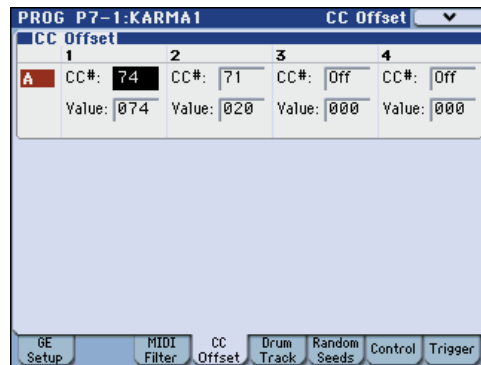 PROG P7-1:KARMA1 CC Offset
CC Offset
1 2 3 4
A CC#: 74 CC#: 71 CC#: Off CC#: Off
Value: 074 Value: 020 Value: 000 Value: 000
GE Setup MIDI Filter CC Offset Drum Track Random Seeds Control Trigger